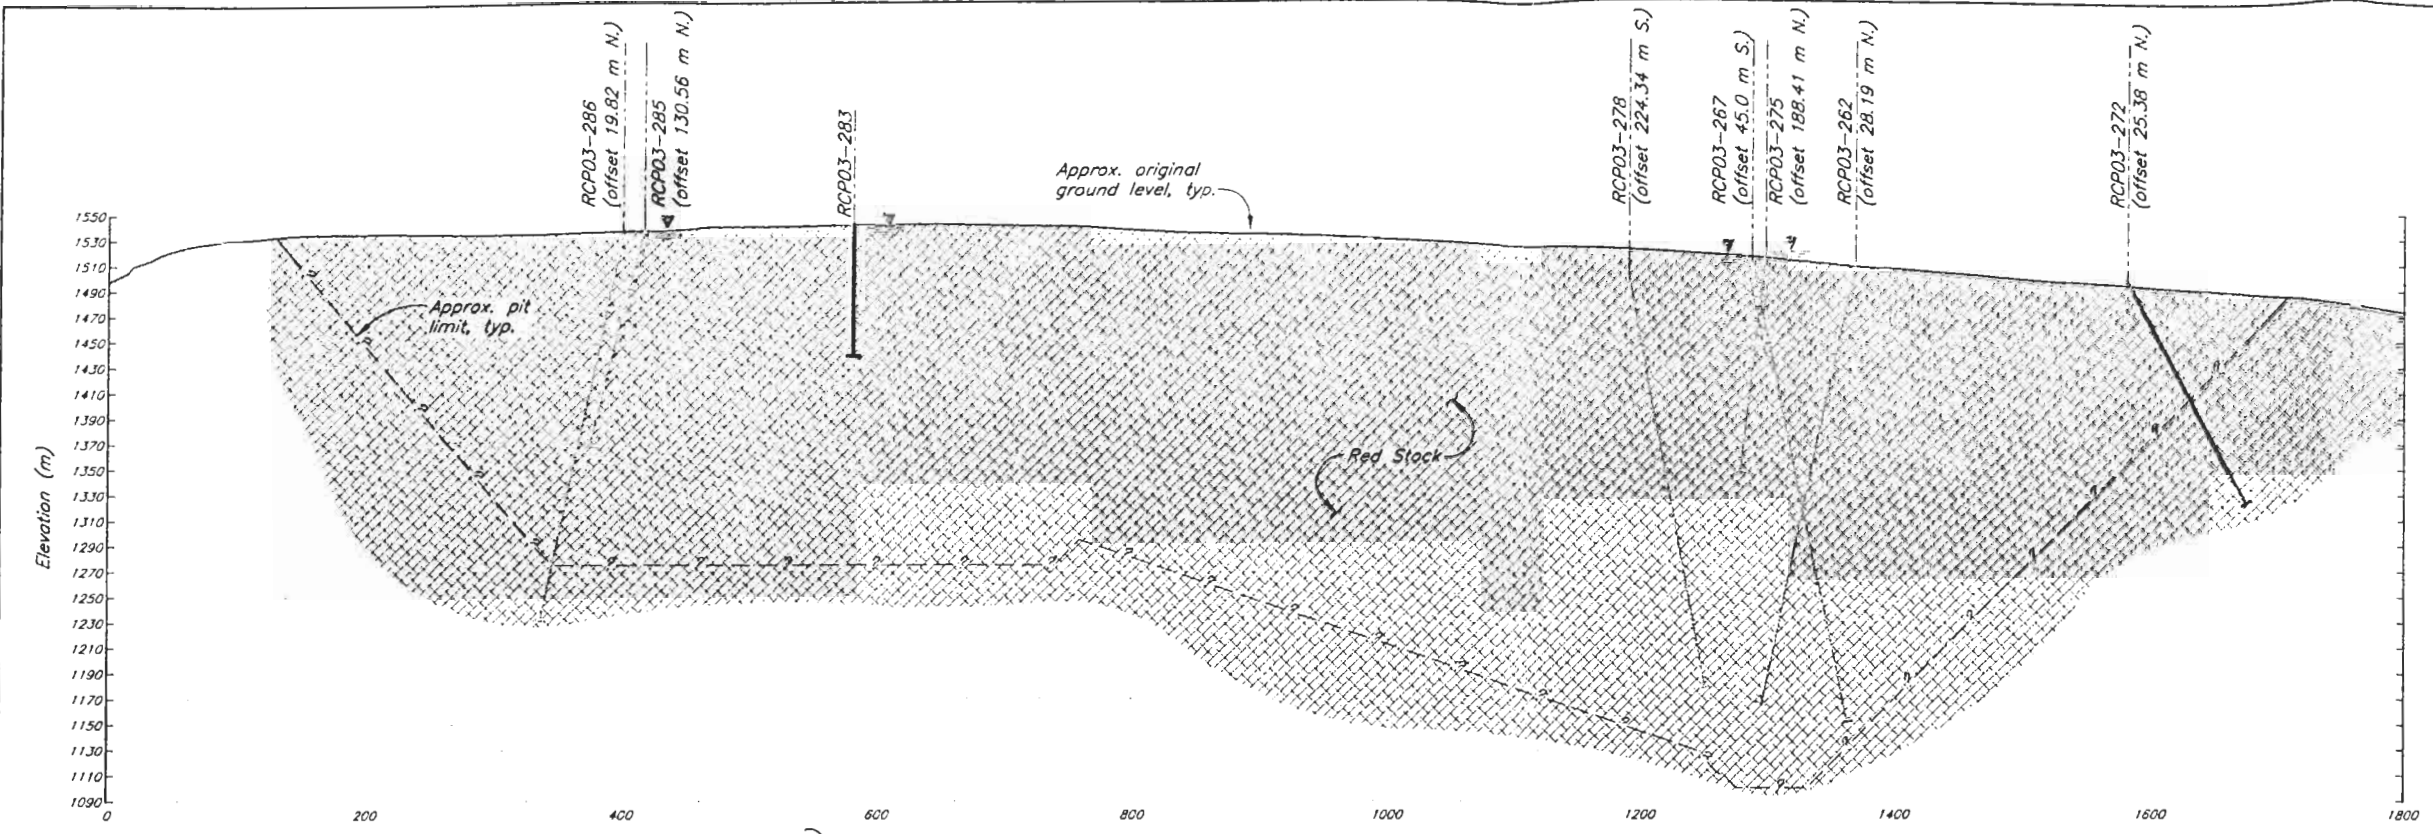 RCP03-286
(offset 19.82 m N.)
RCP03-285
(offset 130.56 m N.)
RCP03-283
RCP03-278
(offset 224.34 m S.)
RCP03-267
(offset 45.0 m S.)
RCP03-275
(offset 188.41 m N.)
RCP03-262
(offset 28.19 m N.)
RCP03-272
(offset 25.38 m N.)
Approx. original
ground level, typ.
Approx. pit
limit, typ.
Red Stock
Elevation (m)
1550
1530
1510
1490
1470
1450
1430
1410
1390
1370
1350
1330
1310
1290
1270
1250
1230
1210
1190
1170
1150
1130
1110
1090
0 200 400 600 800 1000 1200 1400 1600 1800